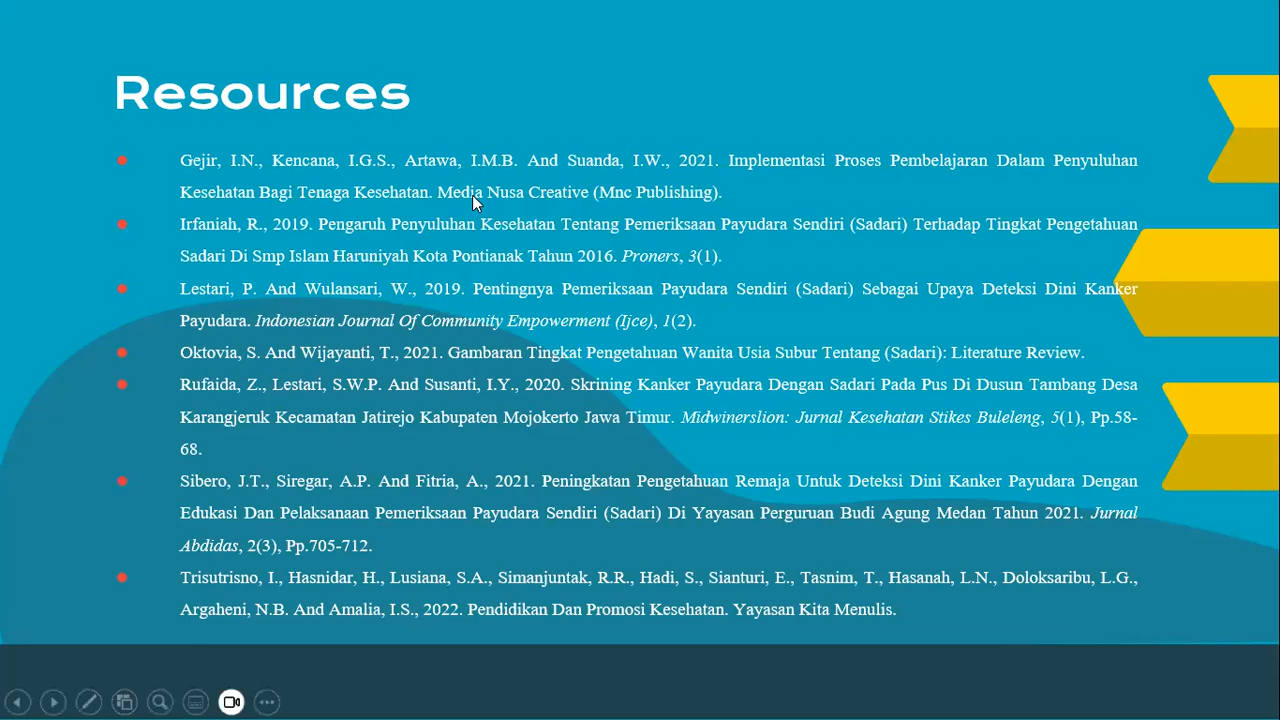 Resources
Gejir, I.N., Kencana, I.G.S., Artawa, I.M.B. And Suanda, I.W., 2021. Implementasi Proses Pembelajaran Dalam Penyuluhan
Kesehatan Bagi Tenaga Kesehatan. Media Nusa Creative (Mnc Publishing).
Irfaniah, R., 2019. Pengaruh Penyuluhan Kesehatan Tentang Pemeriksaan Payudara Sendiri (Sadari) Terhadap Tingkat Pengetahuan
Sadari Di Smp Islam Haruniyah Kota Pontianak Tahun 2016. Proners, 3(1).
Lestari, P. And Wulansari, W., 2019. Pentingnya Pemeriksaan Payudara Sendiri (Sadari) Sebagai Upaya Deteksi Dini Kanker
Payudara. Indonesian Journal Of Community Empowerment (Ijce), 1(2).
Oktovia, S. And Wijayanti, T., 2021. Gambaran Tingkat Pengetahuan Wanita Usia Subur Tentang (Sadari): Literature Review.
Rufaida, Z., Lestari, S.W.P. And Susanti, I.Y., 2020. Skrining Kanker Payudara Dengan Sadari Pada Pus Di Dusun Tambang Desa
Karangjeruk Kecamatan Jatirejo Kabupaten Mojokerto Jawa Timur. Midwinerslion: Jurnal Kesehatan Stikes Buleleng, 5(1), Pp.58-
68.
Sibero, J.T., Siregar, A.P. And Fitria, A., 2021. Peningkatan Pengetahuan Remaja Untuk Deteksi Dini Kanker Payudara Dengan
Edukasi Dan Pelaksanaan Pemeriksaan Payudara Sendiri (Sadari) Di Yayasan Perguruan Budi Agung Medan Tahun 2021. Jurnal
Abdidas, 2(3), Pp.705-712.
Trisutrisno, I., Hasnidar, H., Lusiana, S.A., Simanjuntak, R.R., Hadi, S., Sianturi, E., Tasnim, T., Hasanah, L.N., Doloksaribu, L.G.,
Argaheni, N.B. And Amalia, I.S., 2022. Pendidikan Dan Promosi Kesehatan. Yayasan Kita Menulis.